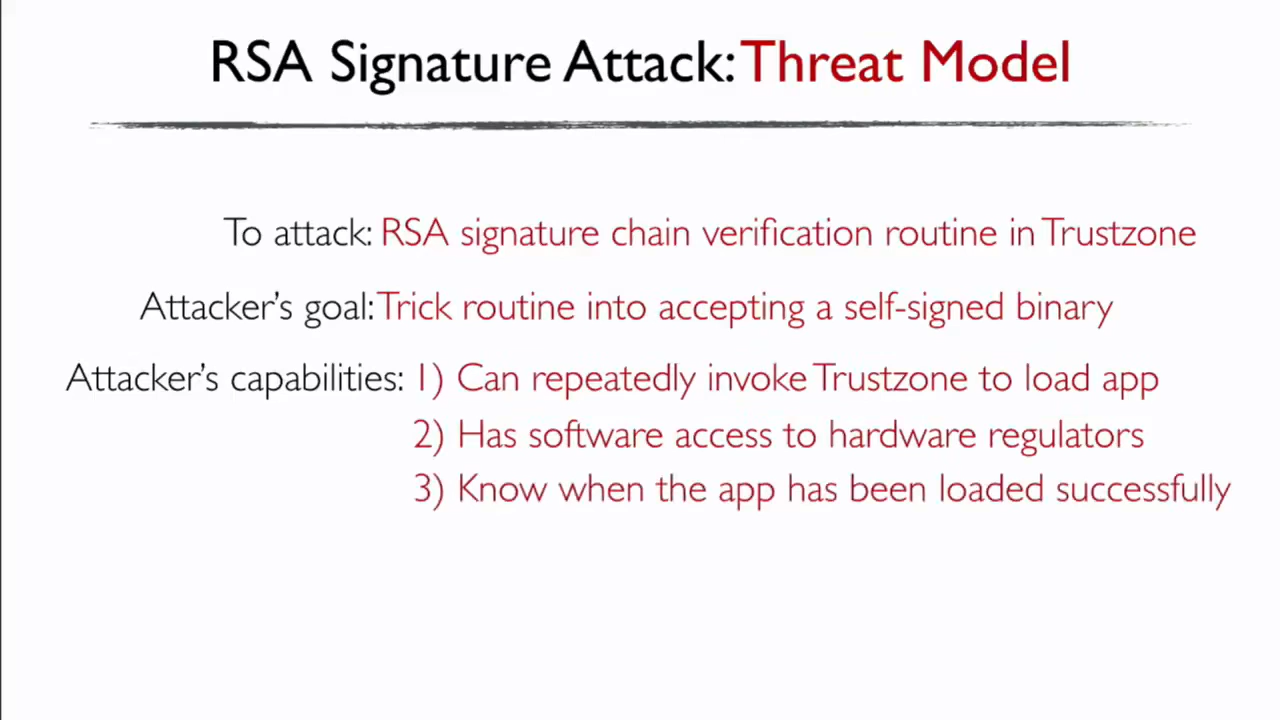 RSA Signature Attack: Threat Model
To attack: RSA signature chain verification routine in Trustzone
Attacker's goal: Trick routine into accepting a self-signed binary
Attacker's capabilities: 1) Can repeatedly invoke Trustzone to load app
2) Has software access to hardware regulators
3) Know when the app has been loaded successfully